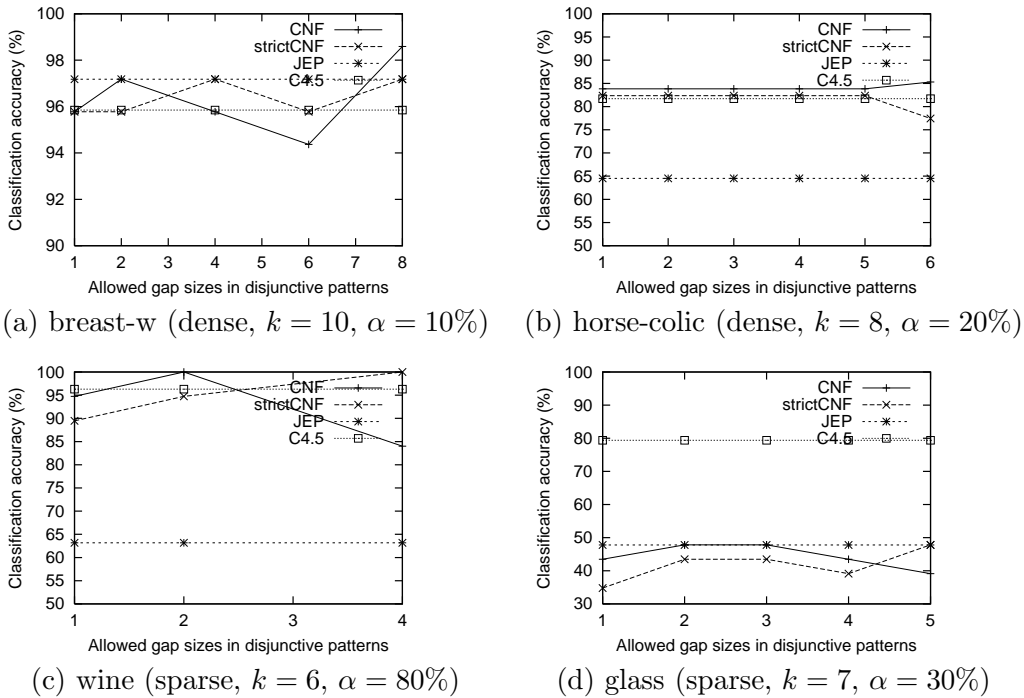 Classification accuracy (%)
100
98
96
94
92
90
CNF
strictCNF
JEP
C4.5
1 2 3 4 5 6 7 8
Allowed gap sizes in disjunctive patterns
(a) breast-w (dense, k = 10, α = 10%)
Classification accuracy (%)
100
95
90
85
80
75
70
65
60
55
50
CNF
strictCNF
JEP
C4.5
1 2 3 4 5 6
Allowed gap sizes in disjunctive patterns
(b) horse-colic (dense, k = 8, α = 20%)
Classification accuracy (%)
100
95
90
85
80
75
70
65
60
55
50
CNF
strictCNF
JEP
C4.5
1 2 3 4
Allowed gap sizes in disjunctive patterns
(c) wine (sparse, k = 6, α = 80%)
Classification accuracy (%)
100
90
80
70
60
50
40
30
CNF
strictCNF
JEP
C4.5
1 2 3 4 5
Allowed gap sizes in disjunctive patterns
(d) glass (sparse, k = 7, α = 30%)